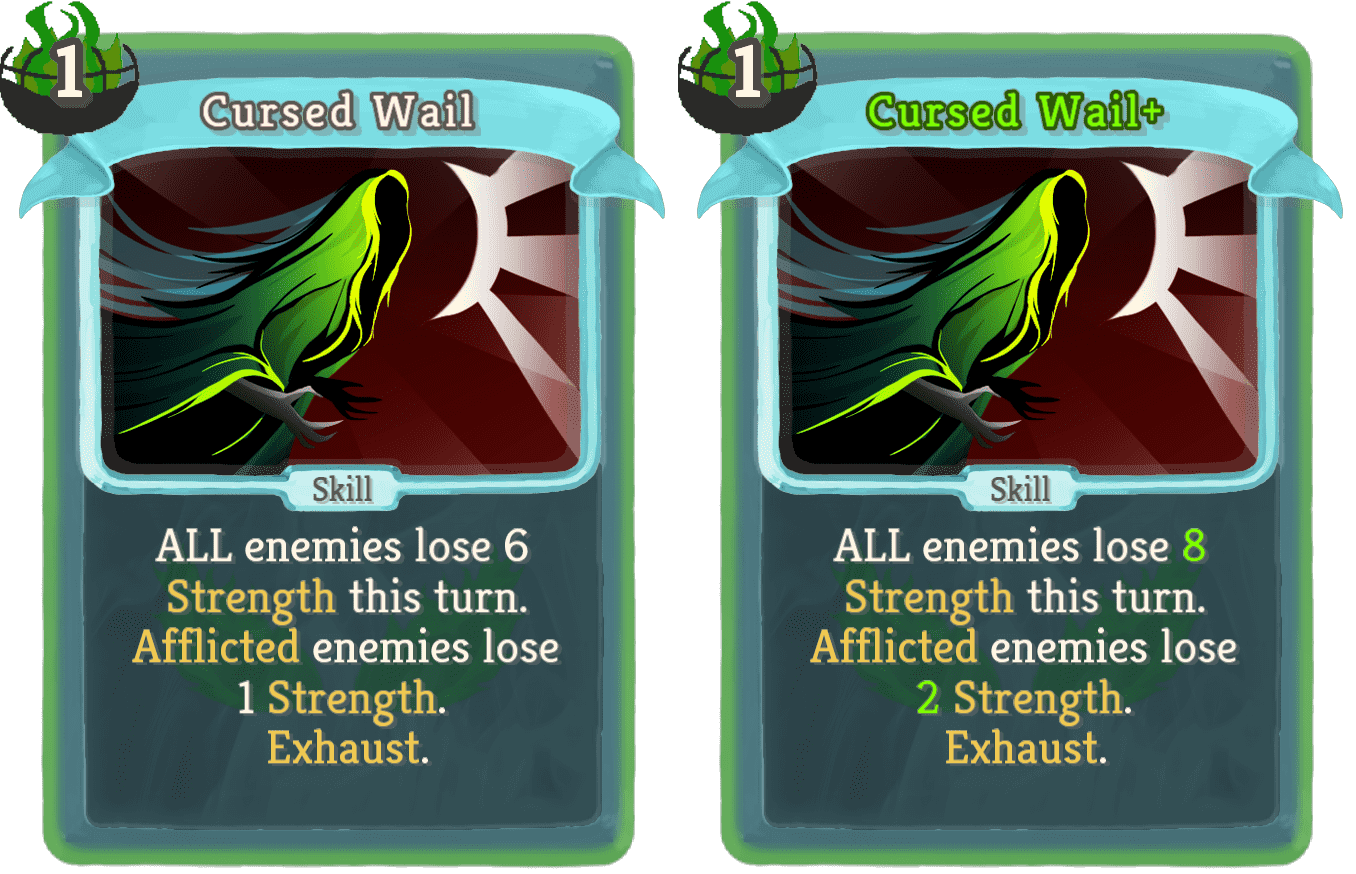 1
Cursed Wail
Skill
ALL enemies lose 6
Strength this turn.
Afflicted enemies lose
1 Strength.
Exhaust.
1
Cursed Wail+
Skill
ALL enemies lose 8
Strength this turn.
Afflicted enemies lose
2 Strength.
Exhaust.